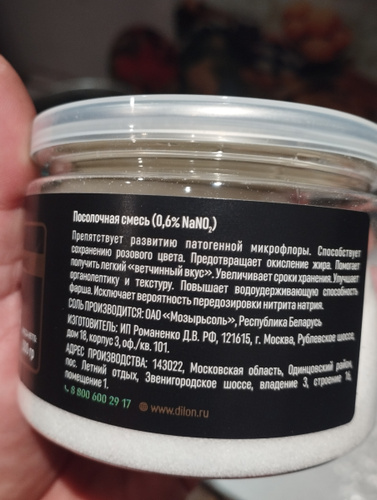 Посолочная смесь (0,6% NaNO₂)
Препятствует развитию патогенной микрофлоры. Способствует
сохранению розового цвета. Предотвращает окисление жира. Помогает
получить легкий «ветчинный вкус». Увеличивает сроки хранения. Улучшает
органолептику и текстуру. Повышает водоудерживающую способность
фарша. Исключает вероятность передозировки нитрита натрия.
СОЛЬ ПРОИЗВОДИТСЯ: ОАО «Мозырьсоль», Республика Беларусь
ИЗГОТОВИТЕЛЬ: ИП Романенко Д.В. РФ, 121615, г. Москва, Рублевское шоссе,
дом 18, корпус 3, оф./кв. 101.
АДРЕС ПРОИЗВОДСТВА: 143022, Московская область, Одинцовский район,
пос. Летний отдых, Звенигородское шоссе, владение 3, строение
помещение 1.
8 800 600 29 17 www.dilon.ru
гр